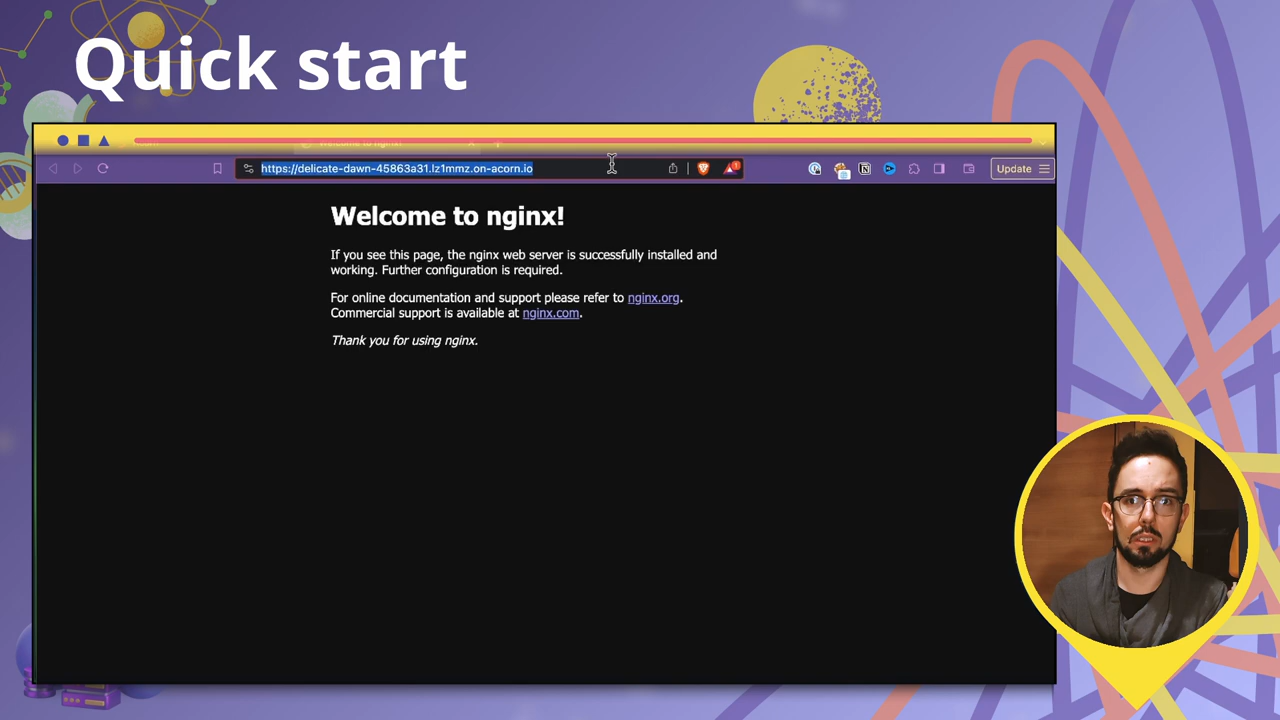 Quick start
https://delicate-dawn-45863a31.lz1mmz.on-acorn.io
1
Update
Welcome to nginx!
If you see this page, the nginx web server is successfully installed and
working. Further configuration is required.
For online documentation and support please refer to nginx.org.
Commercial support is available at nginx.com.
Thank you for using nginx.